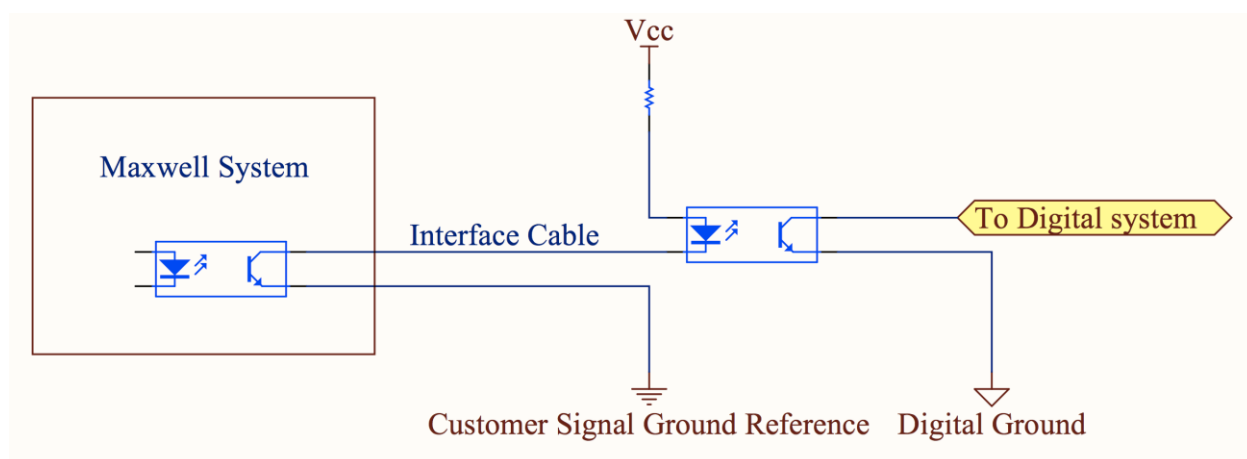 Vcc
Maxwell System
Interface Cable
To Digital system
Customer Signal Ground Reference
Digital Ground